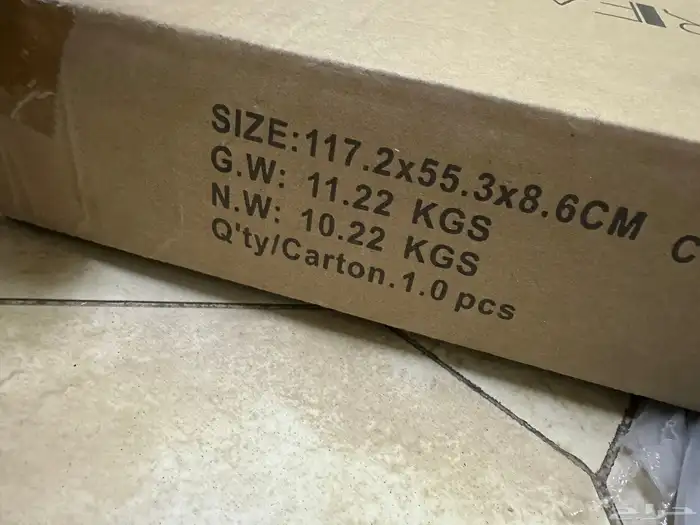 SIZE:117.2x55.3x8.6CM C
G.W: 11.22 KGS
N.W: 10.22 KGS
Q'ty/Carton.1.0 pcs